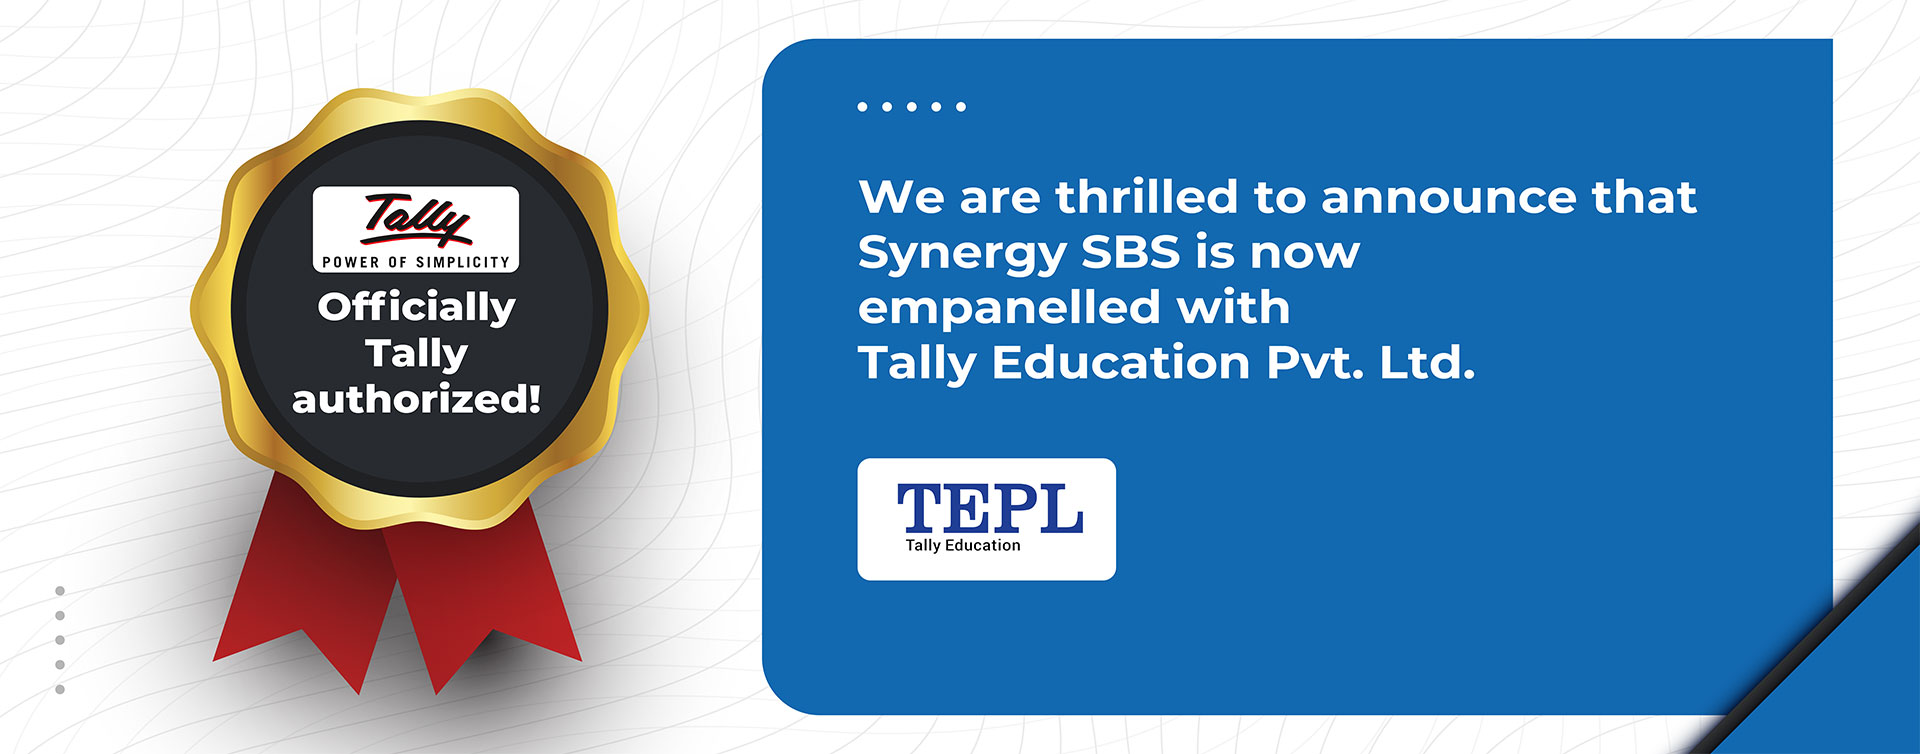 Tally
POWER OF SIMPLICITY
Officially
Tally
authorized!
We are thrilled to announce that
Synergy SBS is now
empanelled with
Tally Education Pvt. Ltd.
TEPL
Tally Education